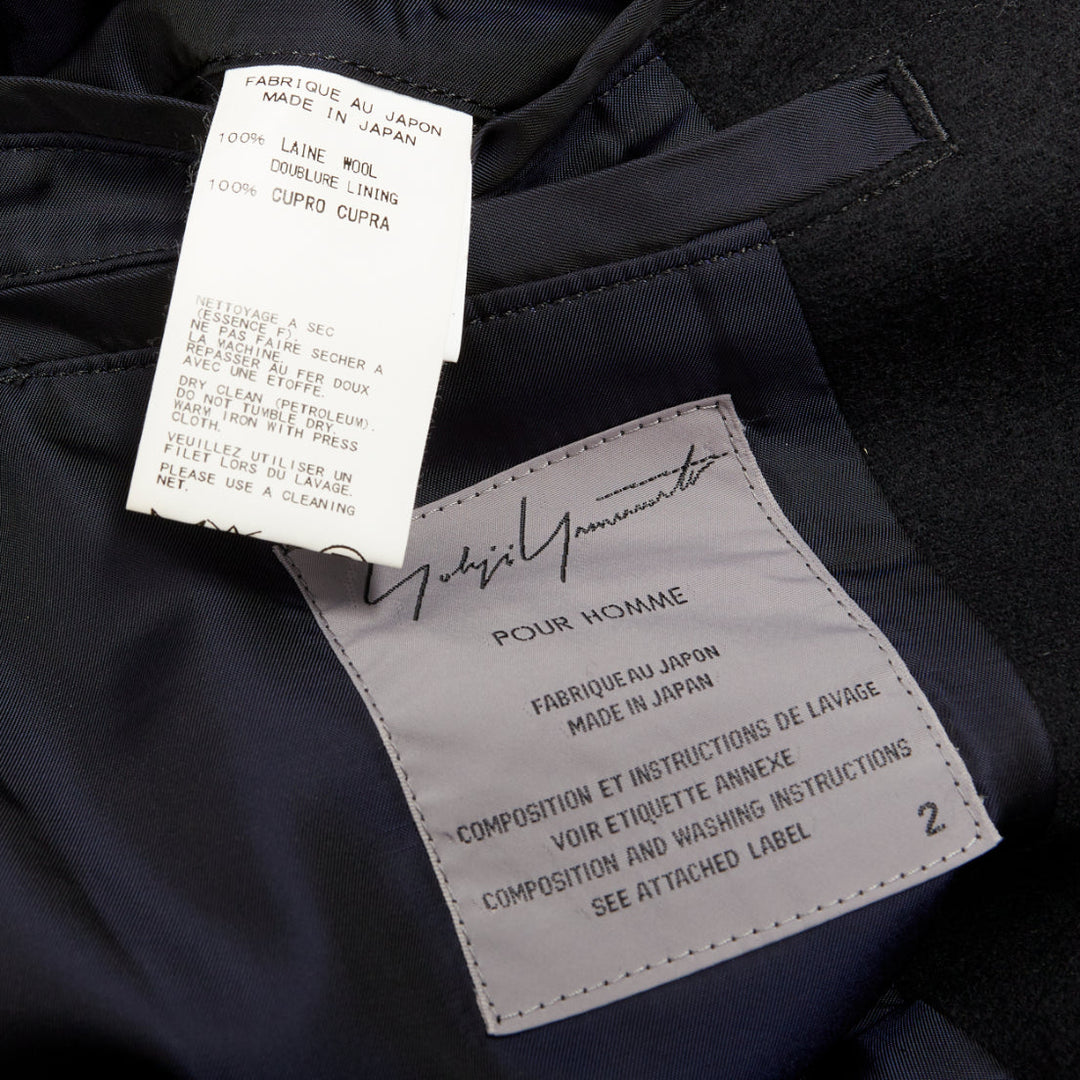 FABRIQUE AU JAPON
MADE IN JAPAN
100% LAINE WOOL
DOUBLURE LINING
100% CUPRO CUPRA
NETTOYAGE A SEC
(ESSENCE F).
NE PAS FAIRE SECHER A
LA MACHINE.
REPASSER AU FER DOUX
AVEC UNE ETOFFE.
DRY CLEAN (PETROLEUM).
DO NOT TUMBLE DRY.
WARM IRON WITH PRESS
CLOTH.
VEUILLEZ UTILISER UN
FILET LORS DU LAVAGE.
PLEASE USE A CLEANING
NET.
Yohji Yamamoto
POUR HOMME
FABRIQUE AU JAPON
MADE IN JAPAN
COMPOSITION ET INSTRUCTIONS DE LAVAGE
VOIR ETIQUETTE ANNEXE
COMPOSITION AND WASHING INSTRUCTIONS
SEE ATTACHED LABEL
2